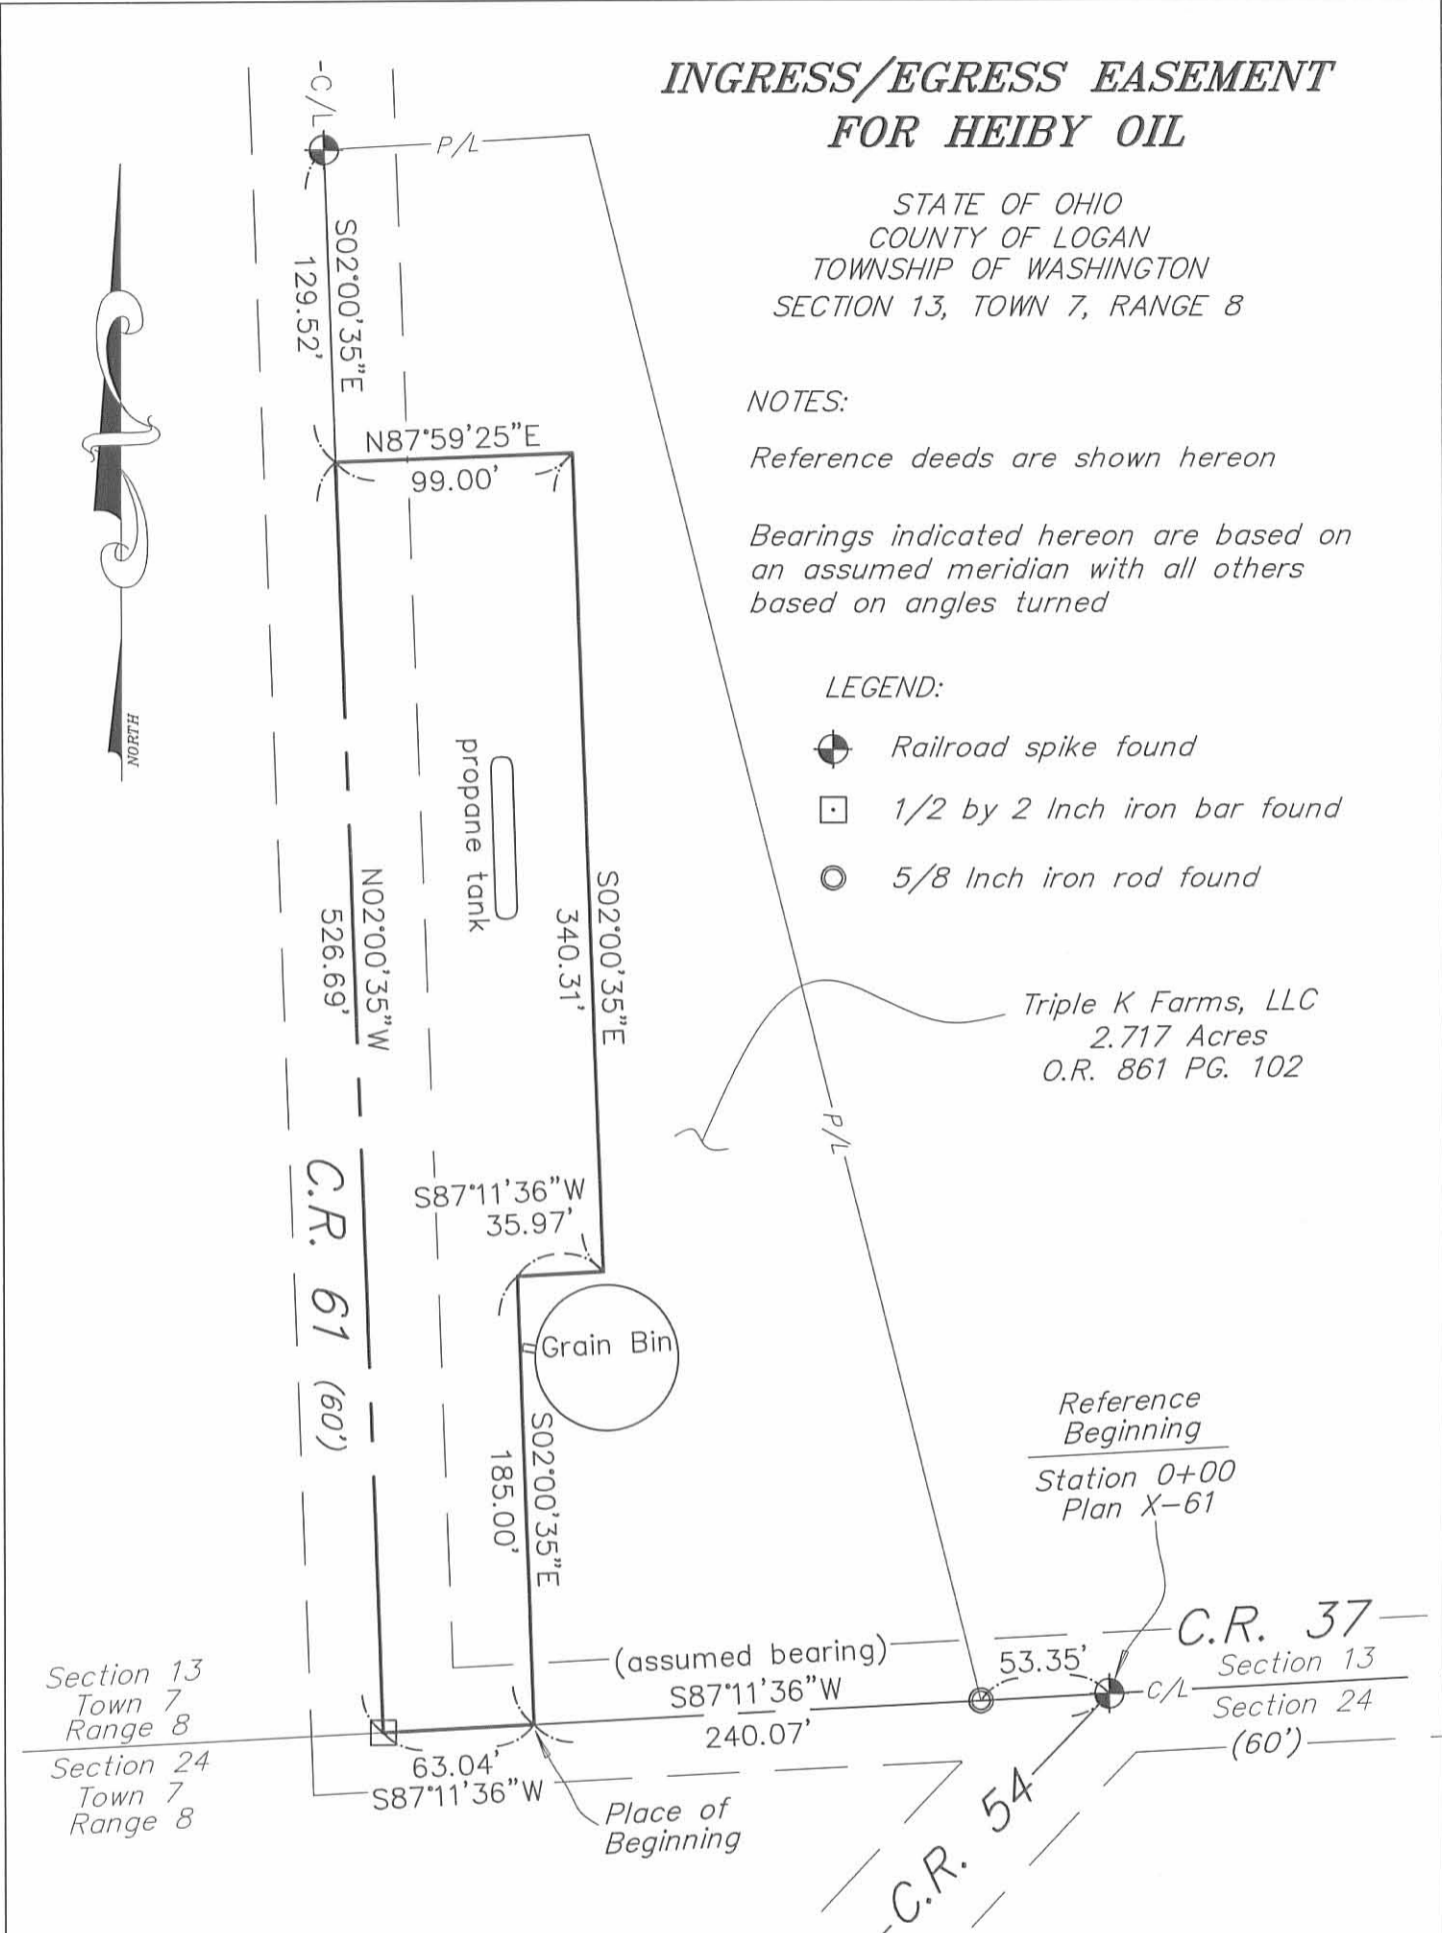 INGRESS/EGRESS EASEMENT
FOR HEIBY OIL
STATE OF OHIO
COUNTY OF LOGAN
TOWNSHIP OF WASHINGTON
SECTION 13, TOWN 7, RANGE 8
NOTES:
Reference deeds are shown hereon
Bearings indicated hereon are based on
an assumed meridian with all others
based on angles turned
LEGEND:
Railroad spike found
1/2 by 2 Inch iron bar found
5/8 Inch iron rod found
Triple K Farms, LLC
2.717 Acres
O.R. 861 PG. 102
C/L
P/L
S02°00'35"E
129.52'
N87°59'25"E
99.00'
NORTH
propane tank
S02°00'35"E
340.31'
N02°00'35"W
526.69'
P/L
S87°11'36"W
35.97'
C.R. 61 (60')
Grain Bin
S02°00'35"E
185.00'
Reference
Beginning
Station 0+00
Plan X-61
C.R. 37
(assumed bearing)
S87°11'36"W
240.07'
53.35'
C/L
Section 13
Section 24
(60')
Section 13
Town 7
Range 8
Section 24
Town 7
Range 8
63.04'
S87°11'36"W
Place of
Beginning
C.R. 54